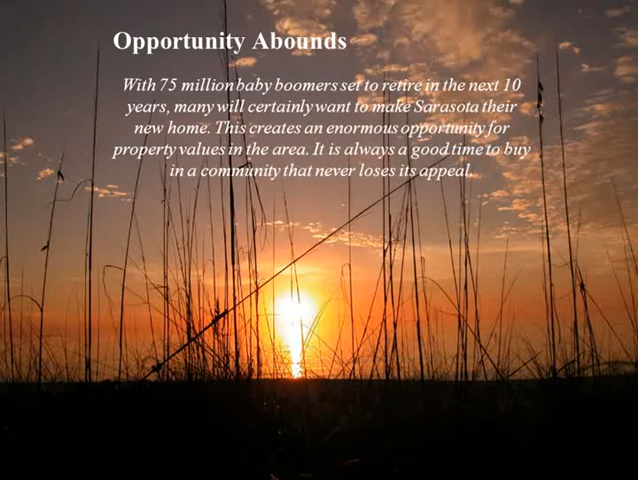 Opportunity Abounds
With 75 million baby boomers set to retire in the next 10
years, many will certainly want to make Sarasota their
new home. This creates an enormous opportunity for
property values in the area. It is always a good time to buy
in a community that never loses its appeal.